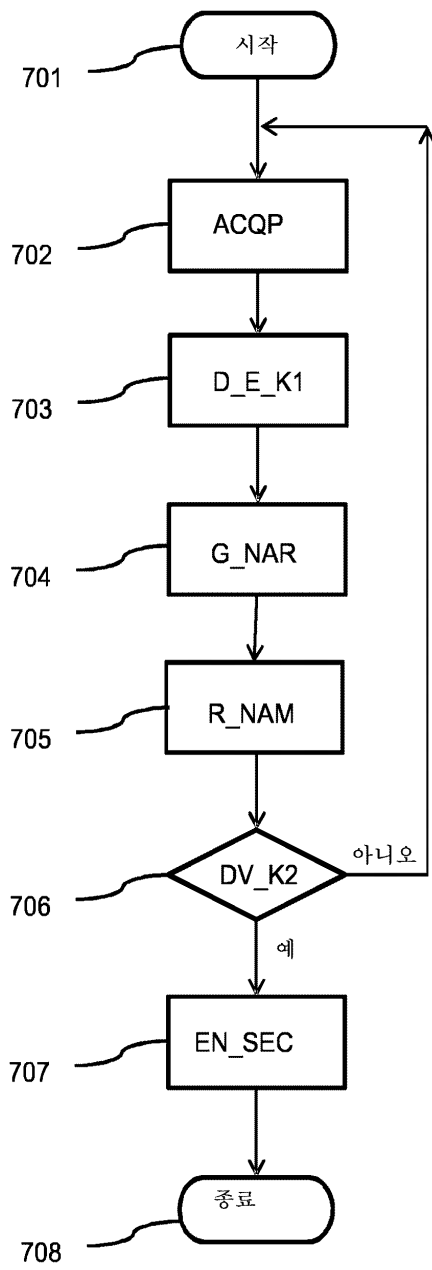 시작
701
ACQP
702
D_E_K1
703
G_NAR
704
R_NAM
705
DV_K2
아니오
706
예
EN_SEC
707
종료
708